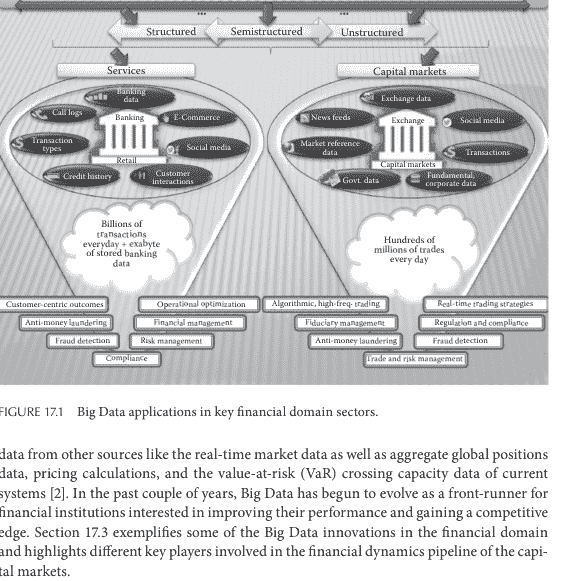 ...
...
Structured
Semistructured
Unstructured
Services
Banking
data
Call logs
Banking
E-Commerce
Transaction
types
Retail
Social media
Credit history
Customer
interactions
Billions of
transactions
everyday + exabyte
of stored banking
data
Customer-centric outcomes
Operational optimization
Anti-money laundering
Financial management
Fraud detection
Risk management
Compliance
Capital markets
Exchange data
News feeds
Exchange
Social media
Market reference
data
Capital markets
Transactions
Govt. data
Fundamental,
corporate data
Hundreds of
millions of trades
every day
Algorithmic, high-freq- trading
Real-time trading strategies
Fiduciary management
Regulation and compliance
Anti-money laundering
Fraud detection
Trade and risk management
FIGURE 17.1 Big Data applications in key financial domain sectors.
data from other sources like the real-time market data as well as aggregate global positions
data, pricing calculations, and the value-at-risk (VaR) crossing capacity data of current
systems [2]. In the past couple of years, Big Data has begun to evolve as a front-runner for
financial institutions interested in improving their performance and gaining a competitive
edge. Section 17.3 exemplifies some of the Big Data innovations in the financial domain
and highlights different key players involved in the financial dynamics pipeline of the capi-
tal markets.